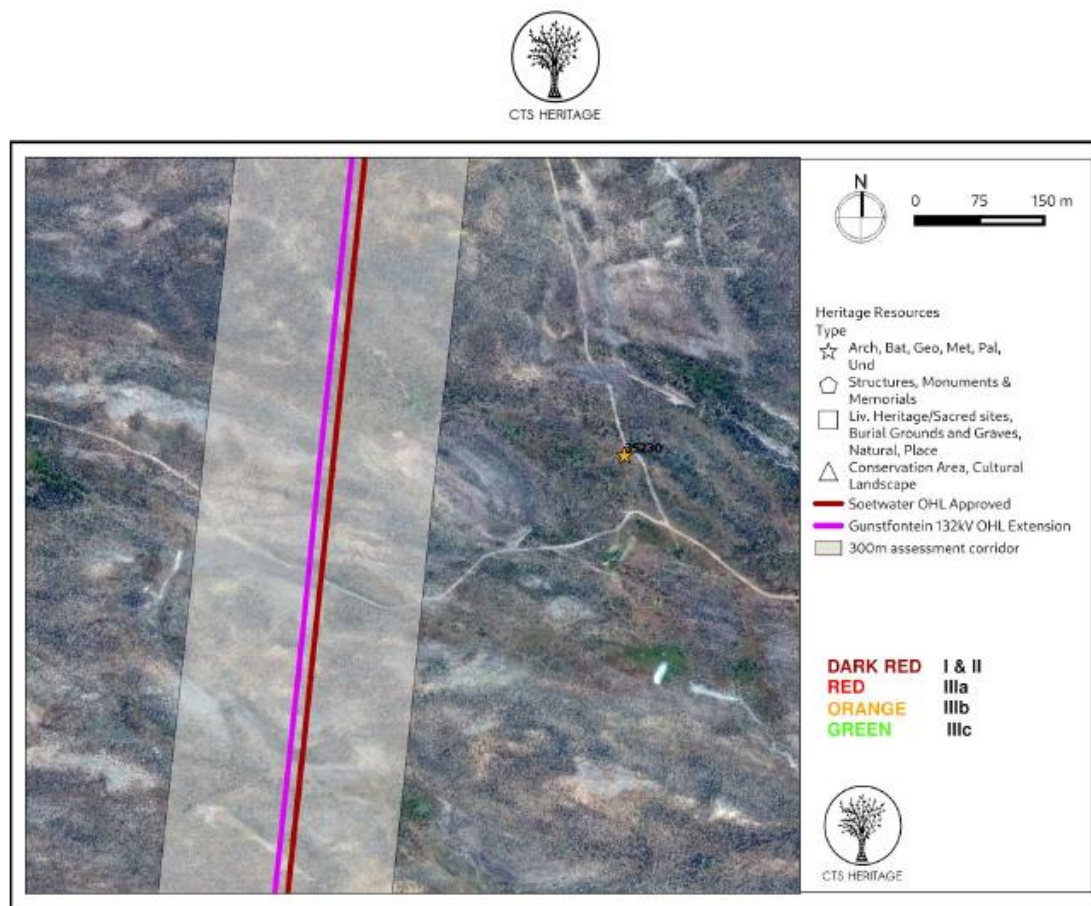 CTS HERITAGE
N
0 75 150 m
Heritage Resources
Type
Arch, Bat, Geo, Met, Pal,
Und
Structures, Monuments &
Memorials
Liv. Heritage/Sacred sites,
Burial Grounds and Graves,
Natural, Place
Conservation Area, Cultural
Landscape
Soetwater OHL Approved
Gunstfontein 132kV OHL Extension
300m assessment corridor
DARK RED I & II
RED IIIa
ORANGE IIIb
GREEN IIIc
CTS HERITAGE